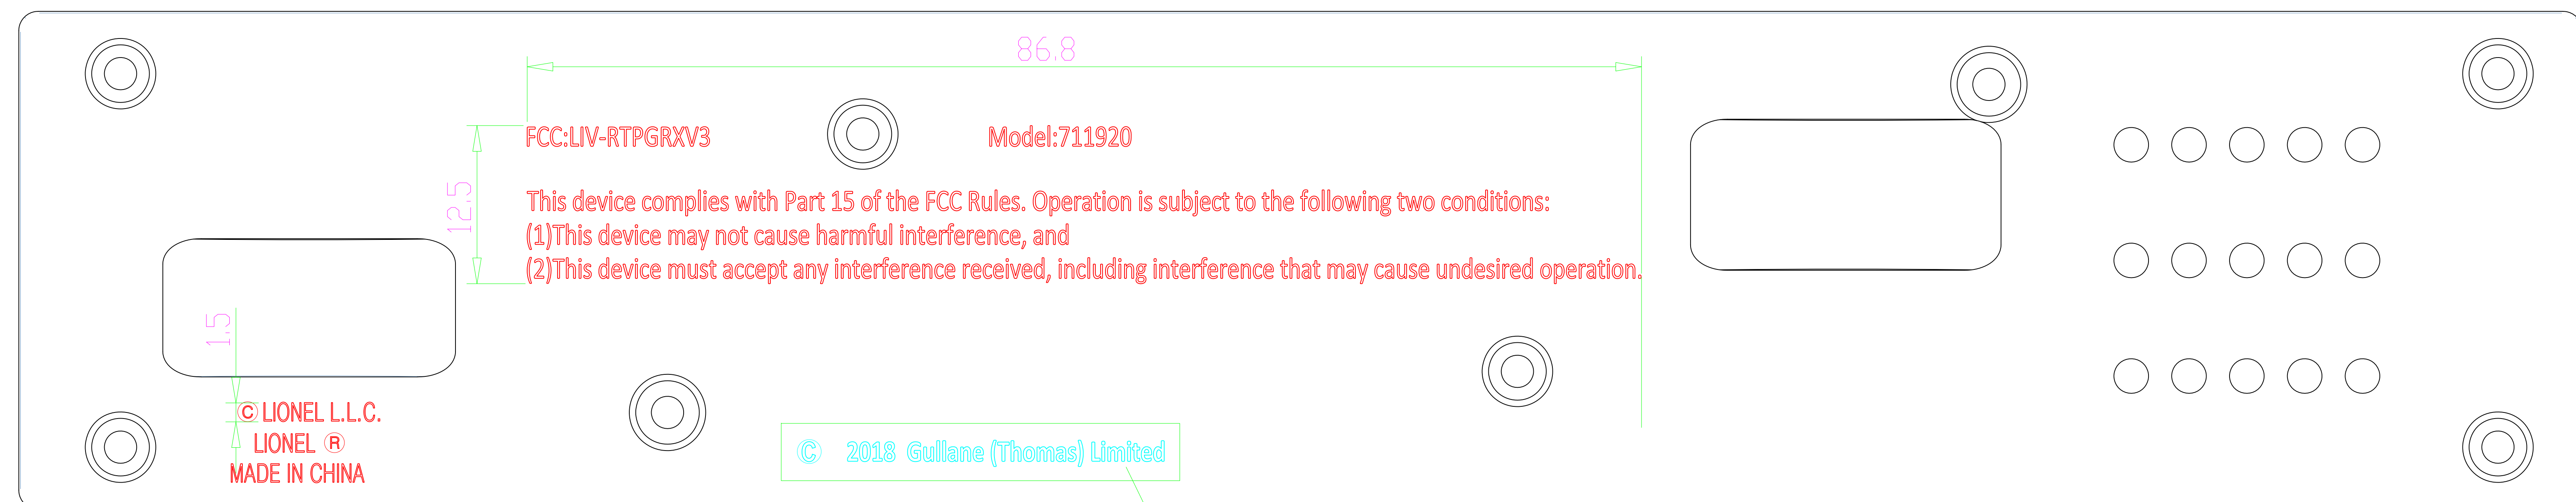 86.8
FCC:LIV-RTPGRXV3 Model:711920
12.5
This device complies with Part 15 of the FCC Rules. Operation is subject to the following two conditions:
(1)This device may not cause harmful interference, and
(2)This device must accept any interference received, including interference that may cause undesired operation.
1.5
© LIONEL L.L.C.
LIONEL ®
MADE IN CHINA
© 2018 Gullane (Thomas) Limited